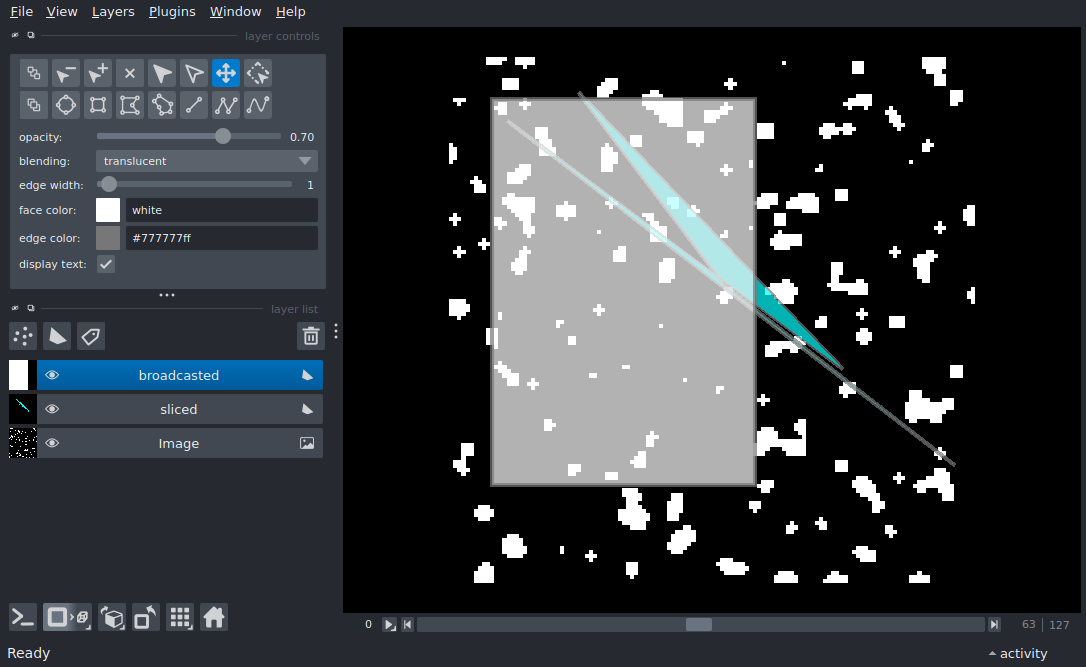 File View Layers Plugins Window Help
layer controls
opacity: 0.70
blending: translucent
edge width: 1
face color: white
edge color: #777777ff
display text:
layer list
broadcasted
sliced
Image
0 63 127
Ready activity